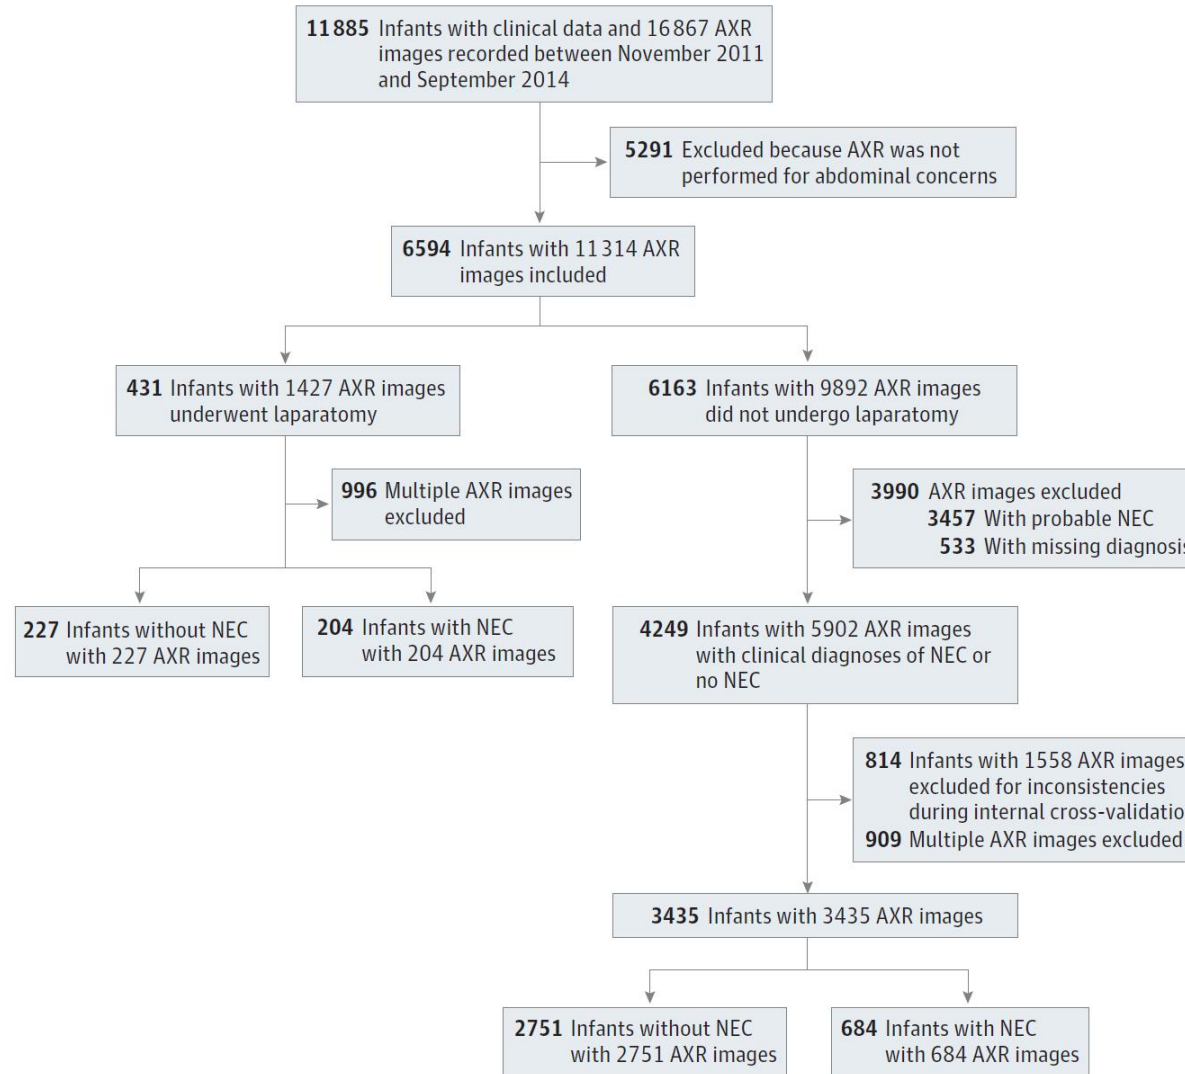 11885 Infants with clinical data and 16867 AXR
images recorded between November 2011
and September 2014
5291 Excluded because AXR was not
performed for abdominal concerns
6594 Infants with 11314 AXR
images included
431 Infants with 1427 AXR images
underwent laparatomy
6163 Infants with 9892 AXR images
did not undergo laparatomy
996 Multiple AXR images
excluded
3990 AXR images excluded
3457 With probable NEC
533 With missing diagnosis
227 Infants without NEC
with 227 AXR images
204 Infants with NEC
with 204 AXR images
4249 Infants with 5902 AXR images
with clinical diagnoses of NEC or
no NEC
814 Infants with 1558 AXR images
excluded for inconsistencies
during internal cross-validatio
909 Multiple AXR images excluded
3435 Infants with 3435 AXR images
2751 Infants without NEC
with 2751 AXR images
684 Infants with NEC
with 684 AXR images